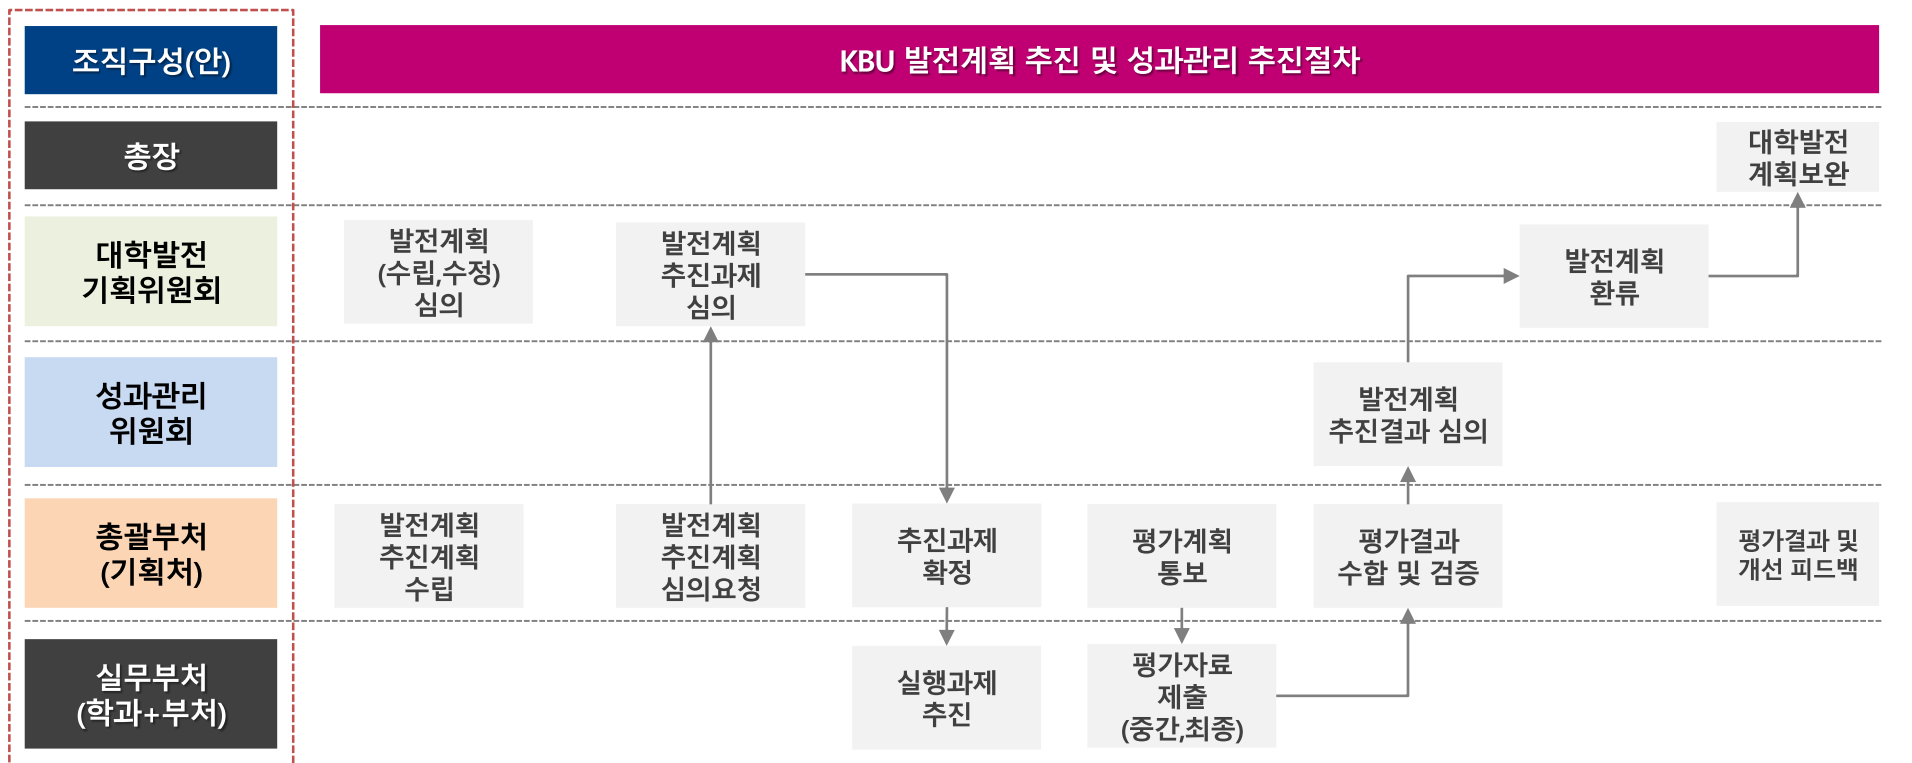 조직구성(안)
KBU 발전계획 추진 및 성과관리 추진절차
총장
대학발전
계획보완
대학발전
기획위원회
발전계획
(수립,수정)
심의
발전계획
추진과제
심의
발전계획
환류
성과관리
위원회
발전계획
추진결과 심의
총괄부처
(기획처)
발전계획
추진계획
수립
발전계획
추진계획
심의요청
추진과제
확정
평가계획
통보
평가결과
수합 및 검증
평가결과 및
개선 피드백
실무부처
(학과+부처)
실행과제
추진
평가자료
제출
(중간,최종)